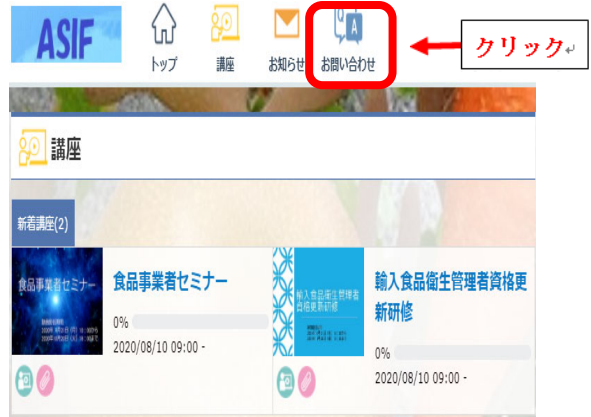 ASIF
トップ
講座
お知らせ
Q A
お問い合わせ
クリック
講座
新着講座(2)
食品事業者セミナー
食品事業者セミナー
0%
2020/08/10 09:00 -
輸入食品衛生管理者
資格更新研修
輸入食品衛生管理者資格更
新研修
0%
2020/08/10 09:00 -